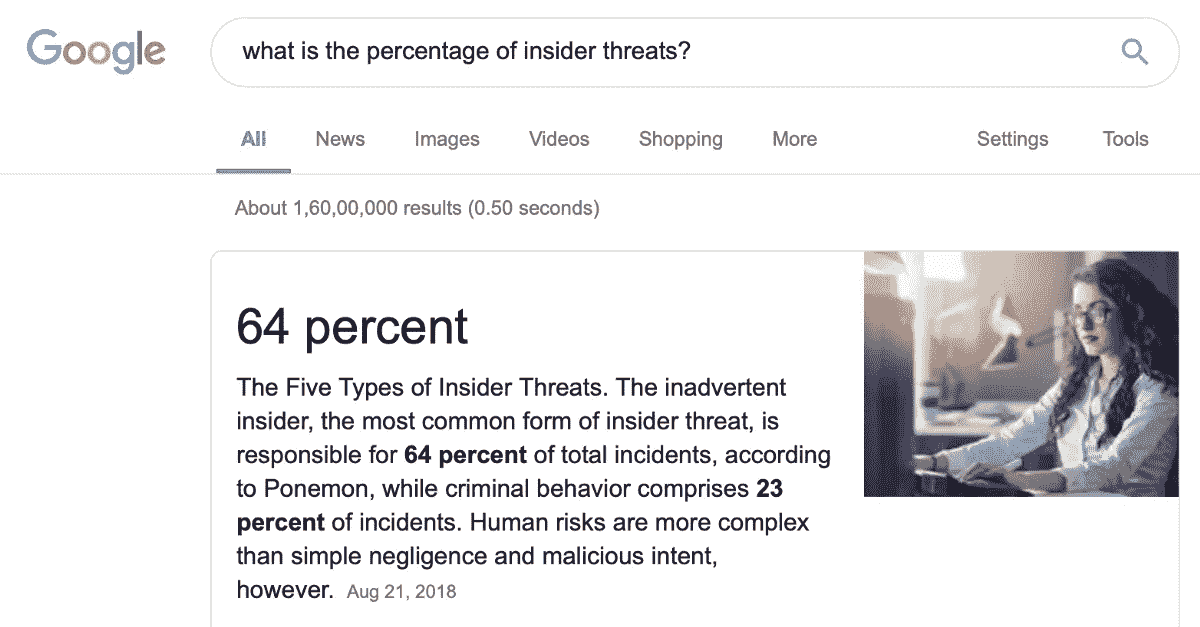 Google
what is the percentage of insider threats?
All News Images Videos Shopping More Settings Tools
About 1,60,00,000 results (0.50 seconds)
64 percent
The Five Types of Insider Threats. The inadvertent
insider, the most common form of insider threat, is
responsible for 64 percent of total incidents, according
to Ponemon, while criminal behavior comprises 23
percent of incidents. Human risks are more complex
than simple negligence and malicious intent,
however. Aug 21, 2018